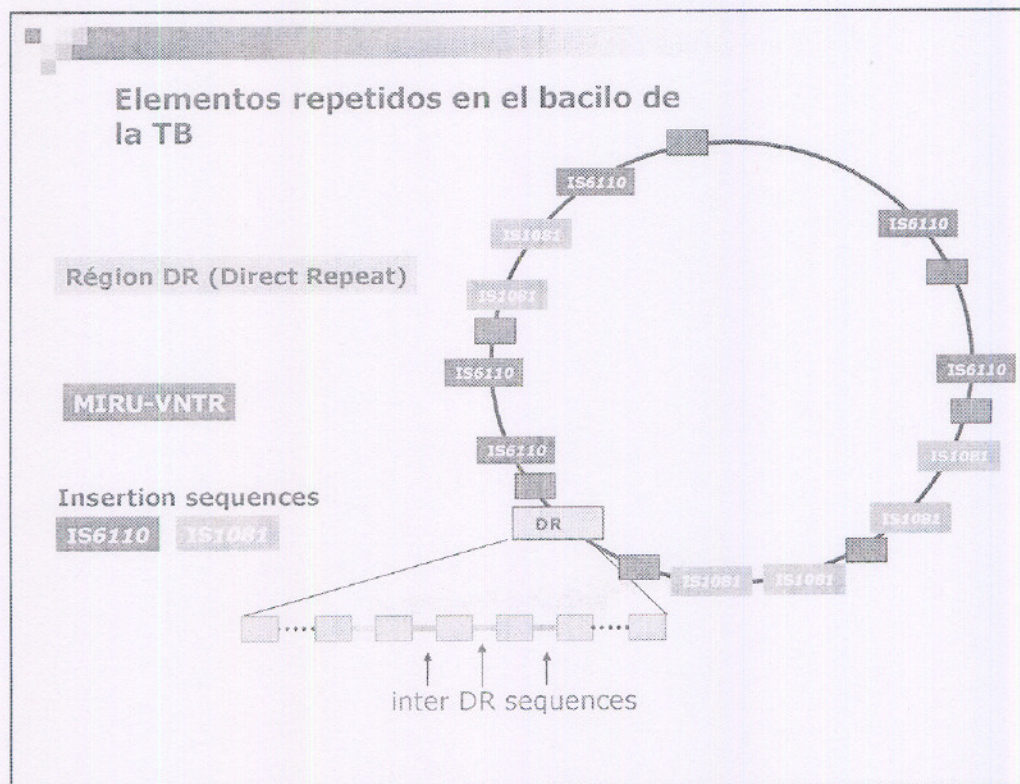 Elementos repetidos en el bacilo de
la TB
IS6110
IS6110
IS1081
Région DR (Direct Repeat)
IS1081
IS6110
IS6110
MIRU-VNTR
IS6110
IS1081
Insertion sequences
IS6110 IS1081
DR
IS1081
IS1081
IS1081
inter DR sequences